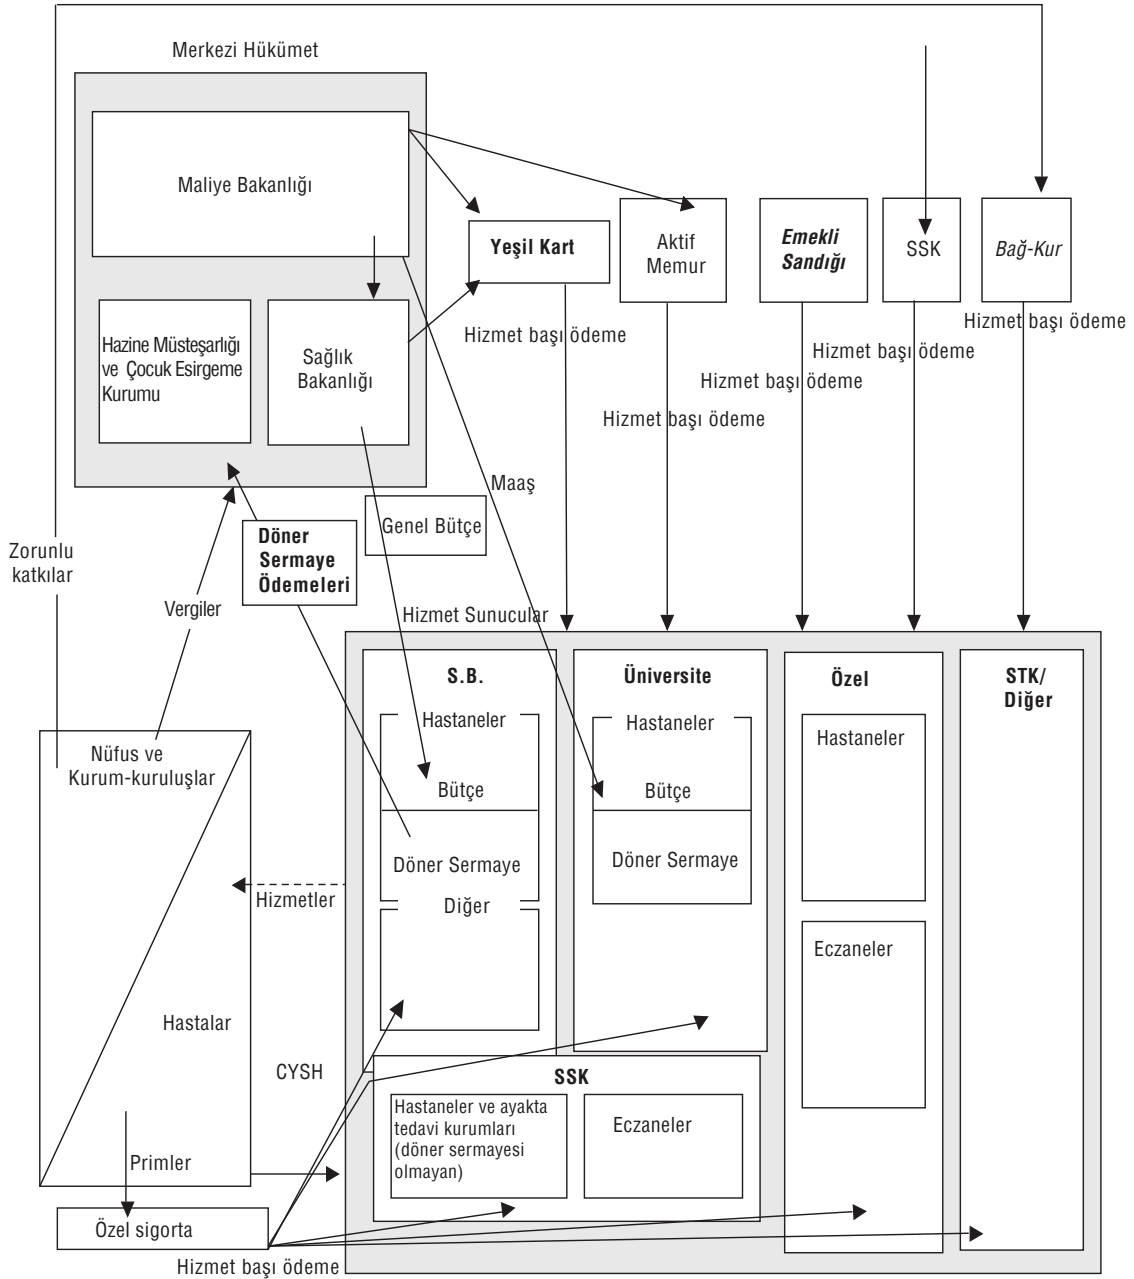 Merkezi Hükümet
Maliye Bakanlığı
Yeşil Kart
Aktif
Memur
Emekli
Sandığı
SSK
Bağ-Kur
Hazine Müsteşarlığı
ve Çocuk Esirgeme
Kurumu
Sağlık
Bakanlığı
Hizmet başı ödeme
Hizmet başı ödeme
Hizmet başı ödeme
Hizmet başı ödeme
Hizmet başı ödeme
Maaş
Genel Bütçe
Döner
Sermaye
Ödemeleri
Zorunlu
katkılar
Vergiler
Hizmet Sunucular
S.B.
Hastaneler
Bütçe
Döner Sermaye
Diğer
Üniversite
Hastaneler
Bütçe
Döner Sermaye
Özel
Hastaneler
Eczaneler
STK/
Diğer
Nüfus ve
Kurum-kuruluşlar
Hizmetler
Hastalar
CYSH
SSK
Hastaneler ve ayakta
tedavi kurumları
(döner sermayesi
olmayan)
Eczaneler
Primler
Özel sigorta
Hizmet başı ödeme